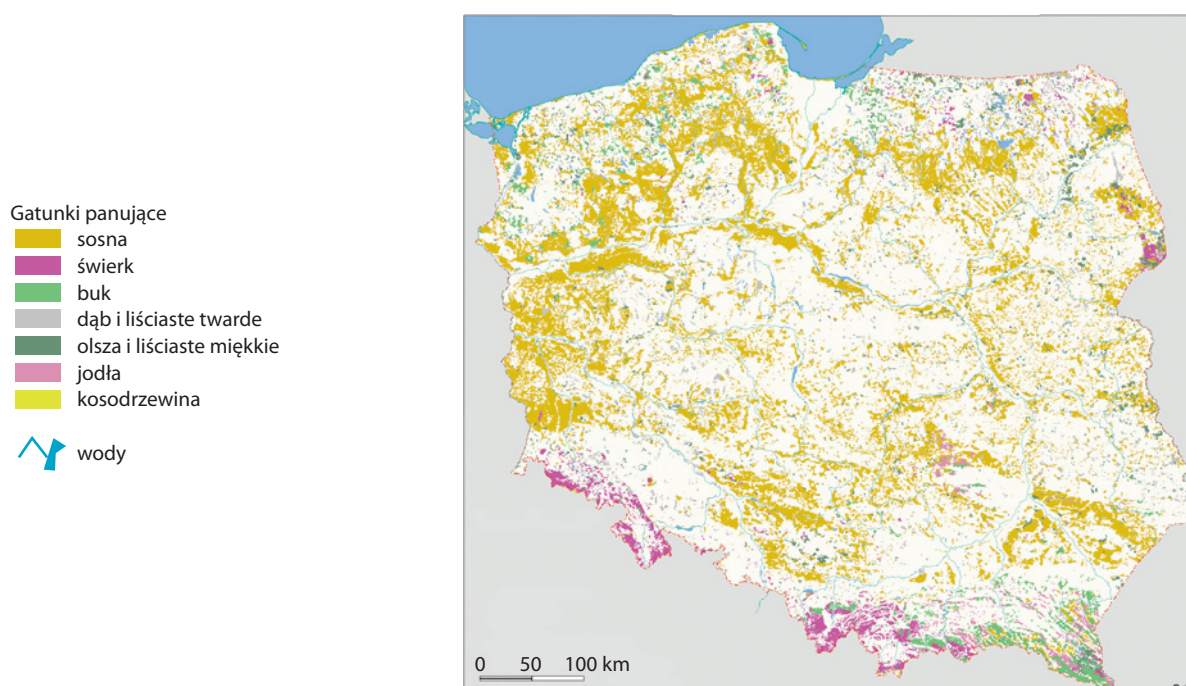 Gatunki panujące
sosna
świerk
buk
dąb i liściaste twarde
olsza i liściaste miękkie
jodła
kosodrzewina
wody
0 50 100 km